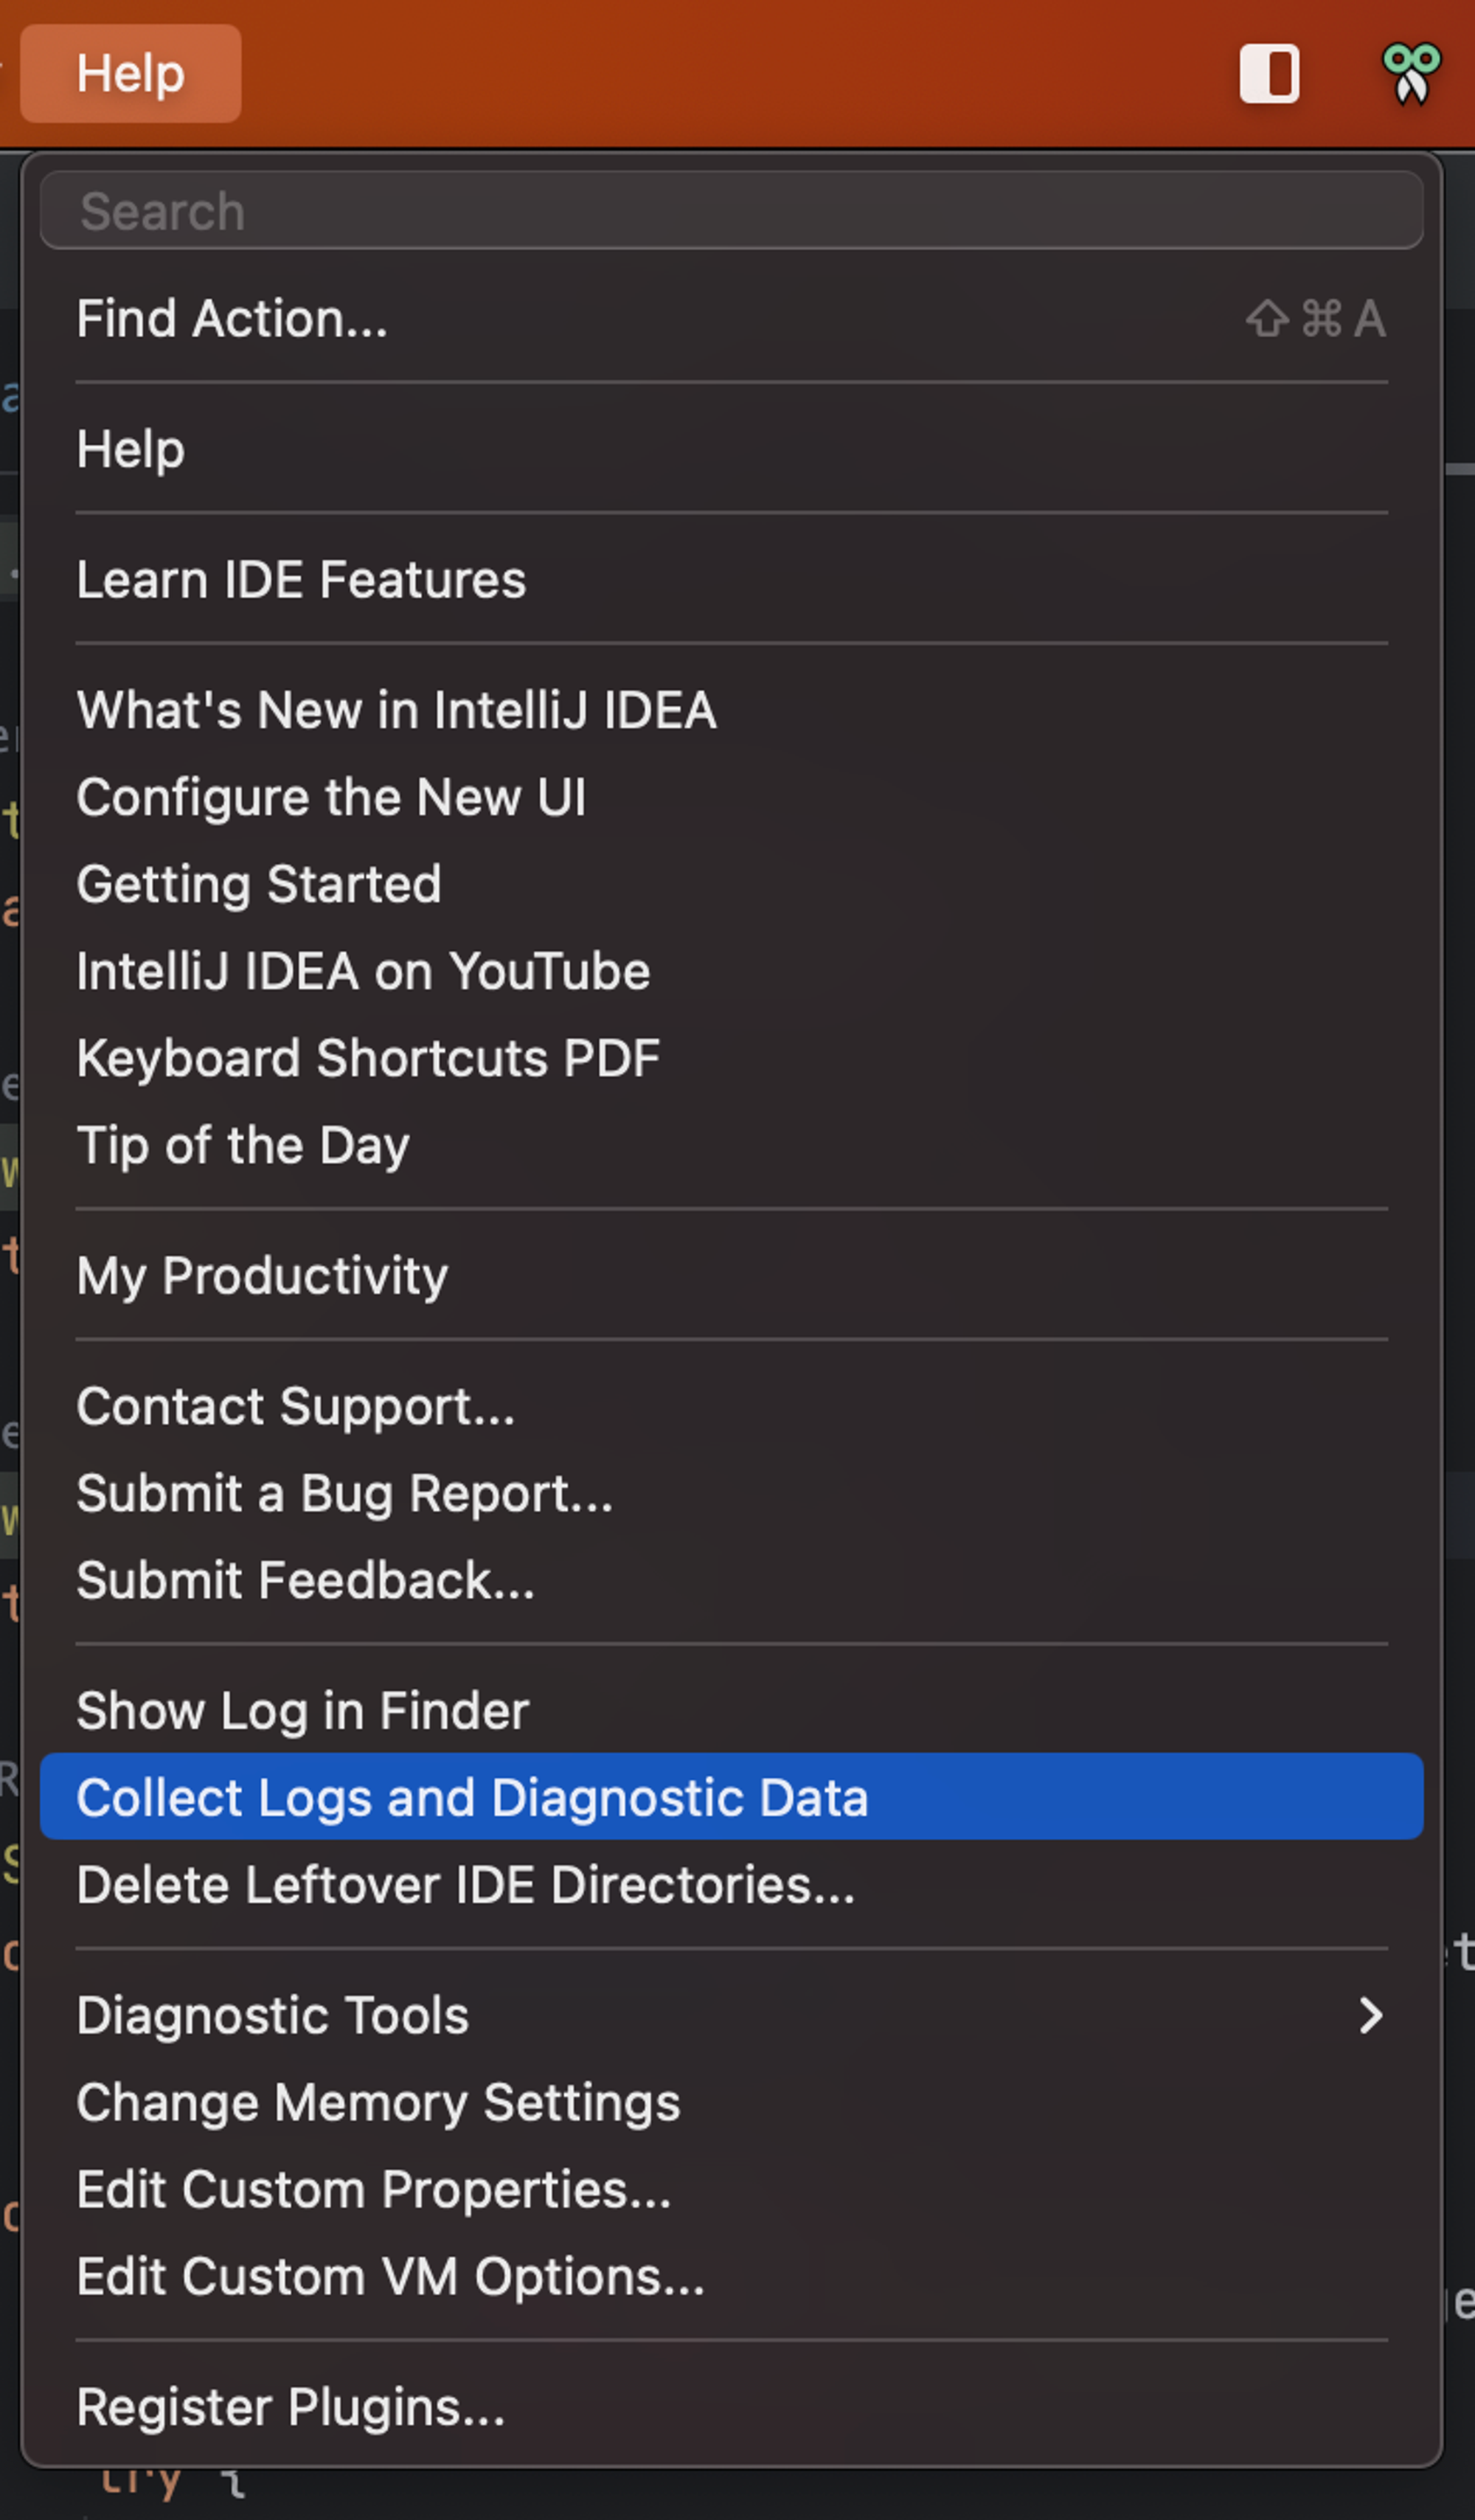 Help
Search
Find Action... ⇧⌘A
Help
Learn IDE Features
What's New in IntelliJ IDEA
Configure the New UI
Getting Started
IntelliJ IDEA on YouTube
Keyboard Shortcuts PDF
Tip of the Day
My Productivity
Contact Support...
Submit a Bug Report...
Submit Feedback...
Show Log in Finder
Collect Logs and Diagnostic Data
Delete Leftover IDE Directories...
Diagnostic Tools
Change Memory Settings
Edit Custom Properties...
Edit Custom VM Options...
Register Plugins...
try {